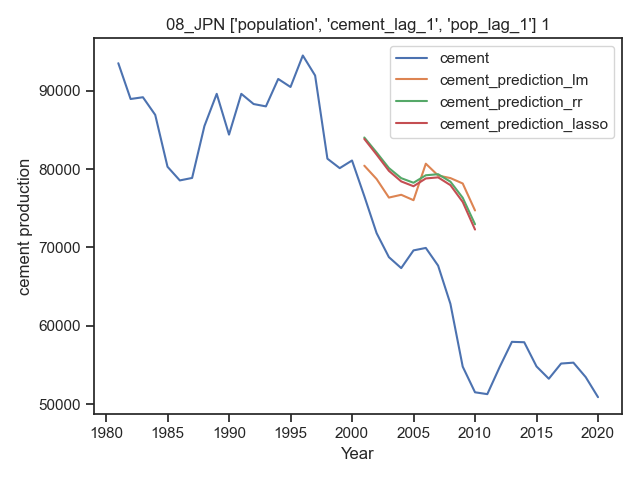 08_JPN ['population', 'cement_lag_1', 'pop_lag_1'] 1
cement
cement_prediction_lm
cement_prediction_rr
cement_prediction_lasso
cement production
90000
80000
70000
60000
50000
1980 1985 1990 1995 2000 2005 2010 2015 2020
Year